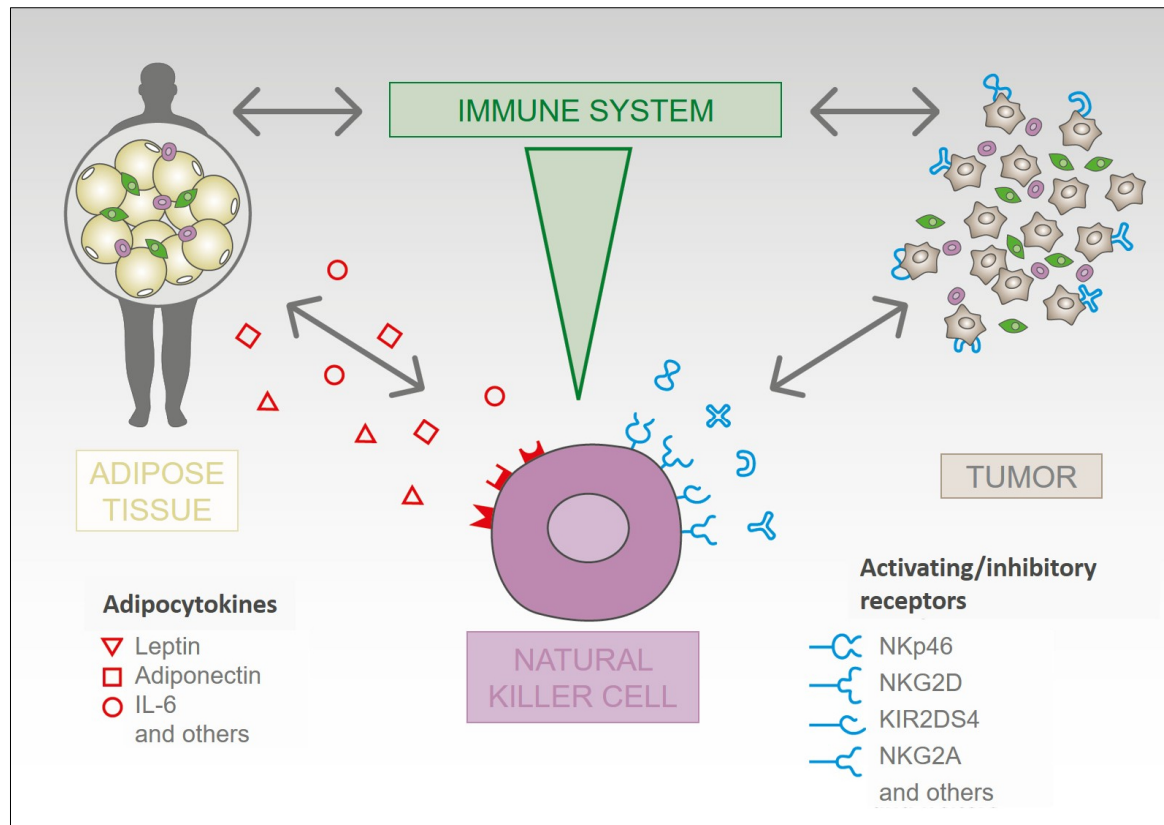 IMMUNE SYSTEM
ADIPOSE
TISSUE
TUMOR
Adipocytokines
Leptin
Adiponectin
IL-6
and others
NATURAL
KILLER CELL
Activating/inhibitory
receptors
NKp46
NKG2D
KIR2DS4
NKG2A
and others